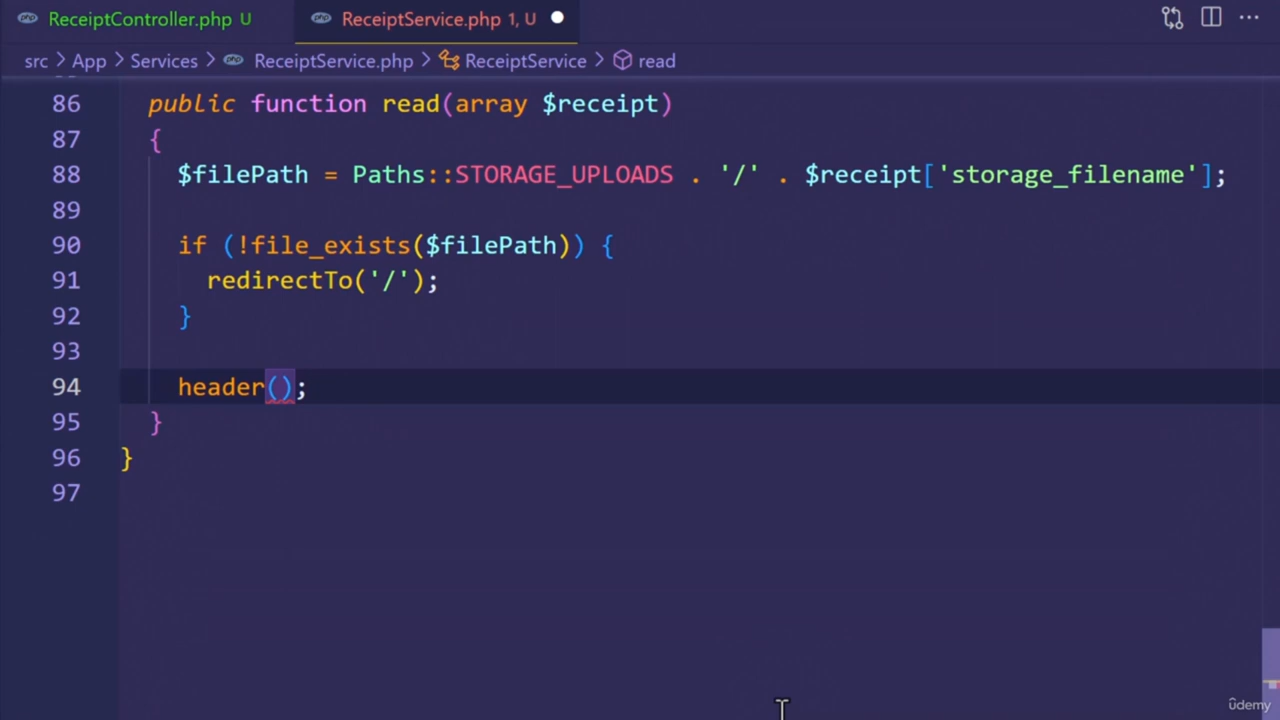 ReceiptController.php U ReceiptService.php 1, U
src > App > Services > ReceiptService.php > ReceiptService > read
86 public function read(array $receipt)
87 {
88 $filePath = Paths::STORAGE_UPLOADS . '/' . $receipt['storage_filename'];
89
90 if (!file_exists($filePath)) {
91 redirectTo('/');
92 }
93
94 header();
95 }
96 }
97
ûdemy